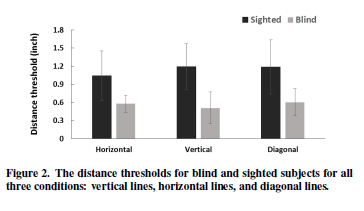 Sighted Blind
1.8
1.5
1.2
0.9
0.6
0.3
0
Distance threshold (inch)
Horizontal Vertical Diagonal
Figure 2. The distance thresholds for blind and sighted subjects for all
three conditions: vertical lines, horizontal lines, and diagonal lines.